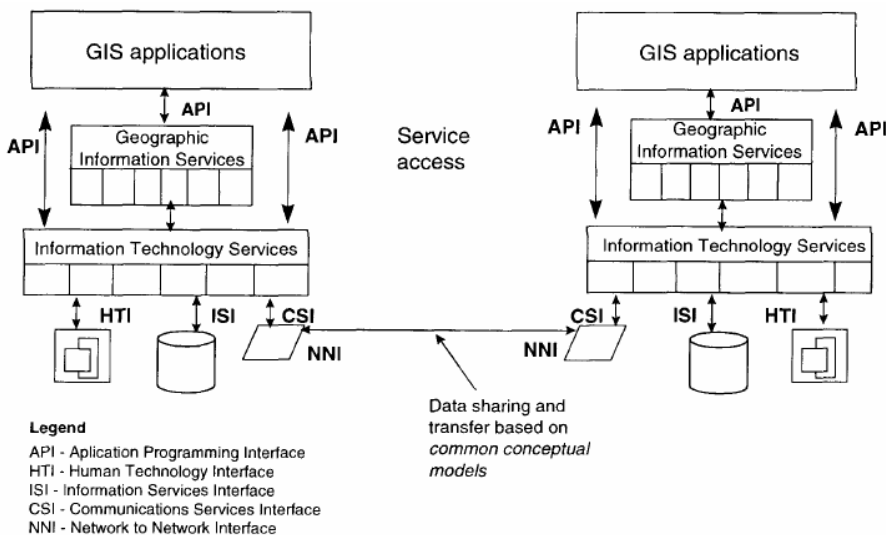 GIS applications
API
API
API
Geographic
Information Services
Information Technology Services
HTI
ISI
CSI
NNI
Service
access
GIS applications
API
API
API
Geographic
Information Services
Information Technology Services
CSI
ISI
HTI
NNI
Data sharing and
transfer based on
common conceptual
models
Legend
API - Aplication Programming Interface
HTI - Human Technology Interface
ISI - Information Services Interface
CSI - Communications Services Interface
NNI - Network to Network Interface